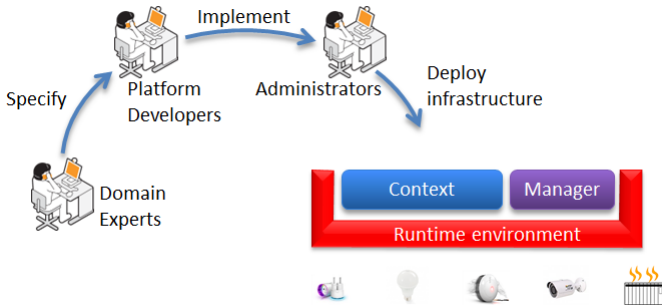 Implement
Specify
Platform
Developers
Administrators
Deploy
infrastructure
Domain
Experts
Context
Manager
Runtime environment